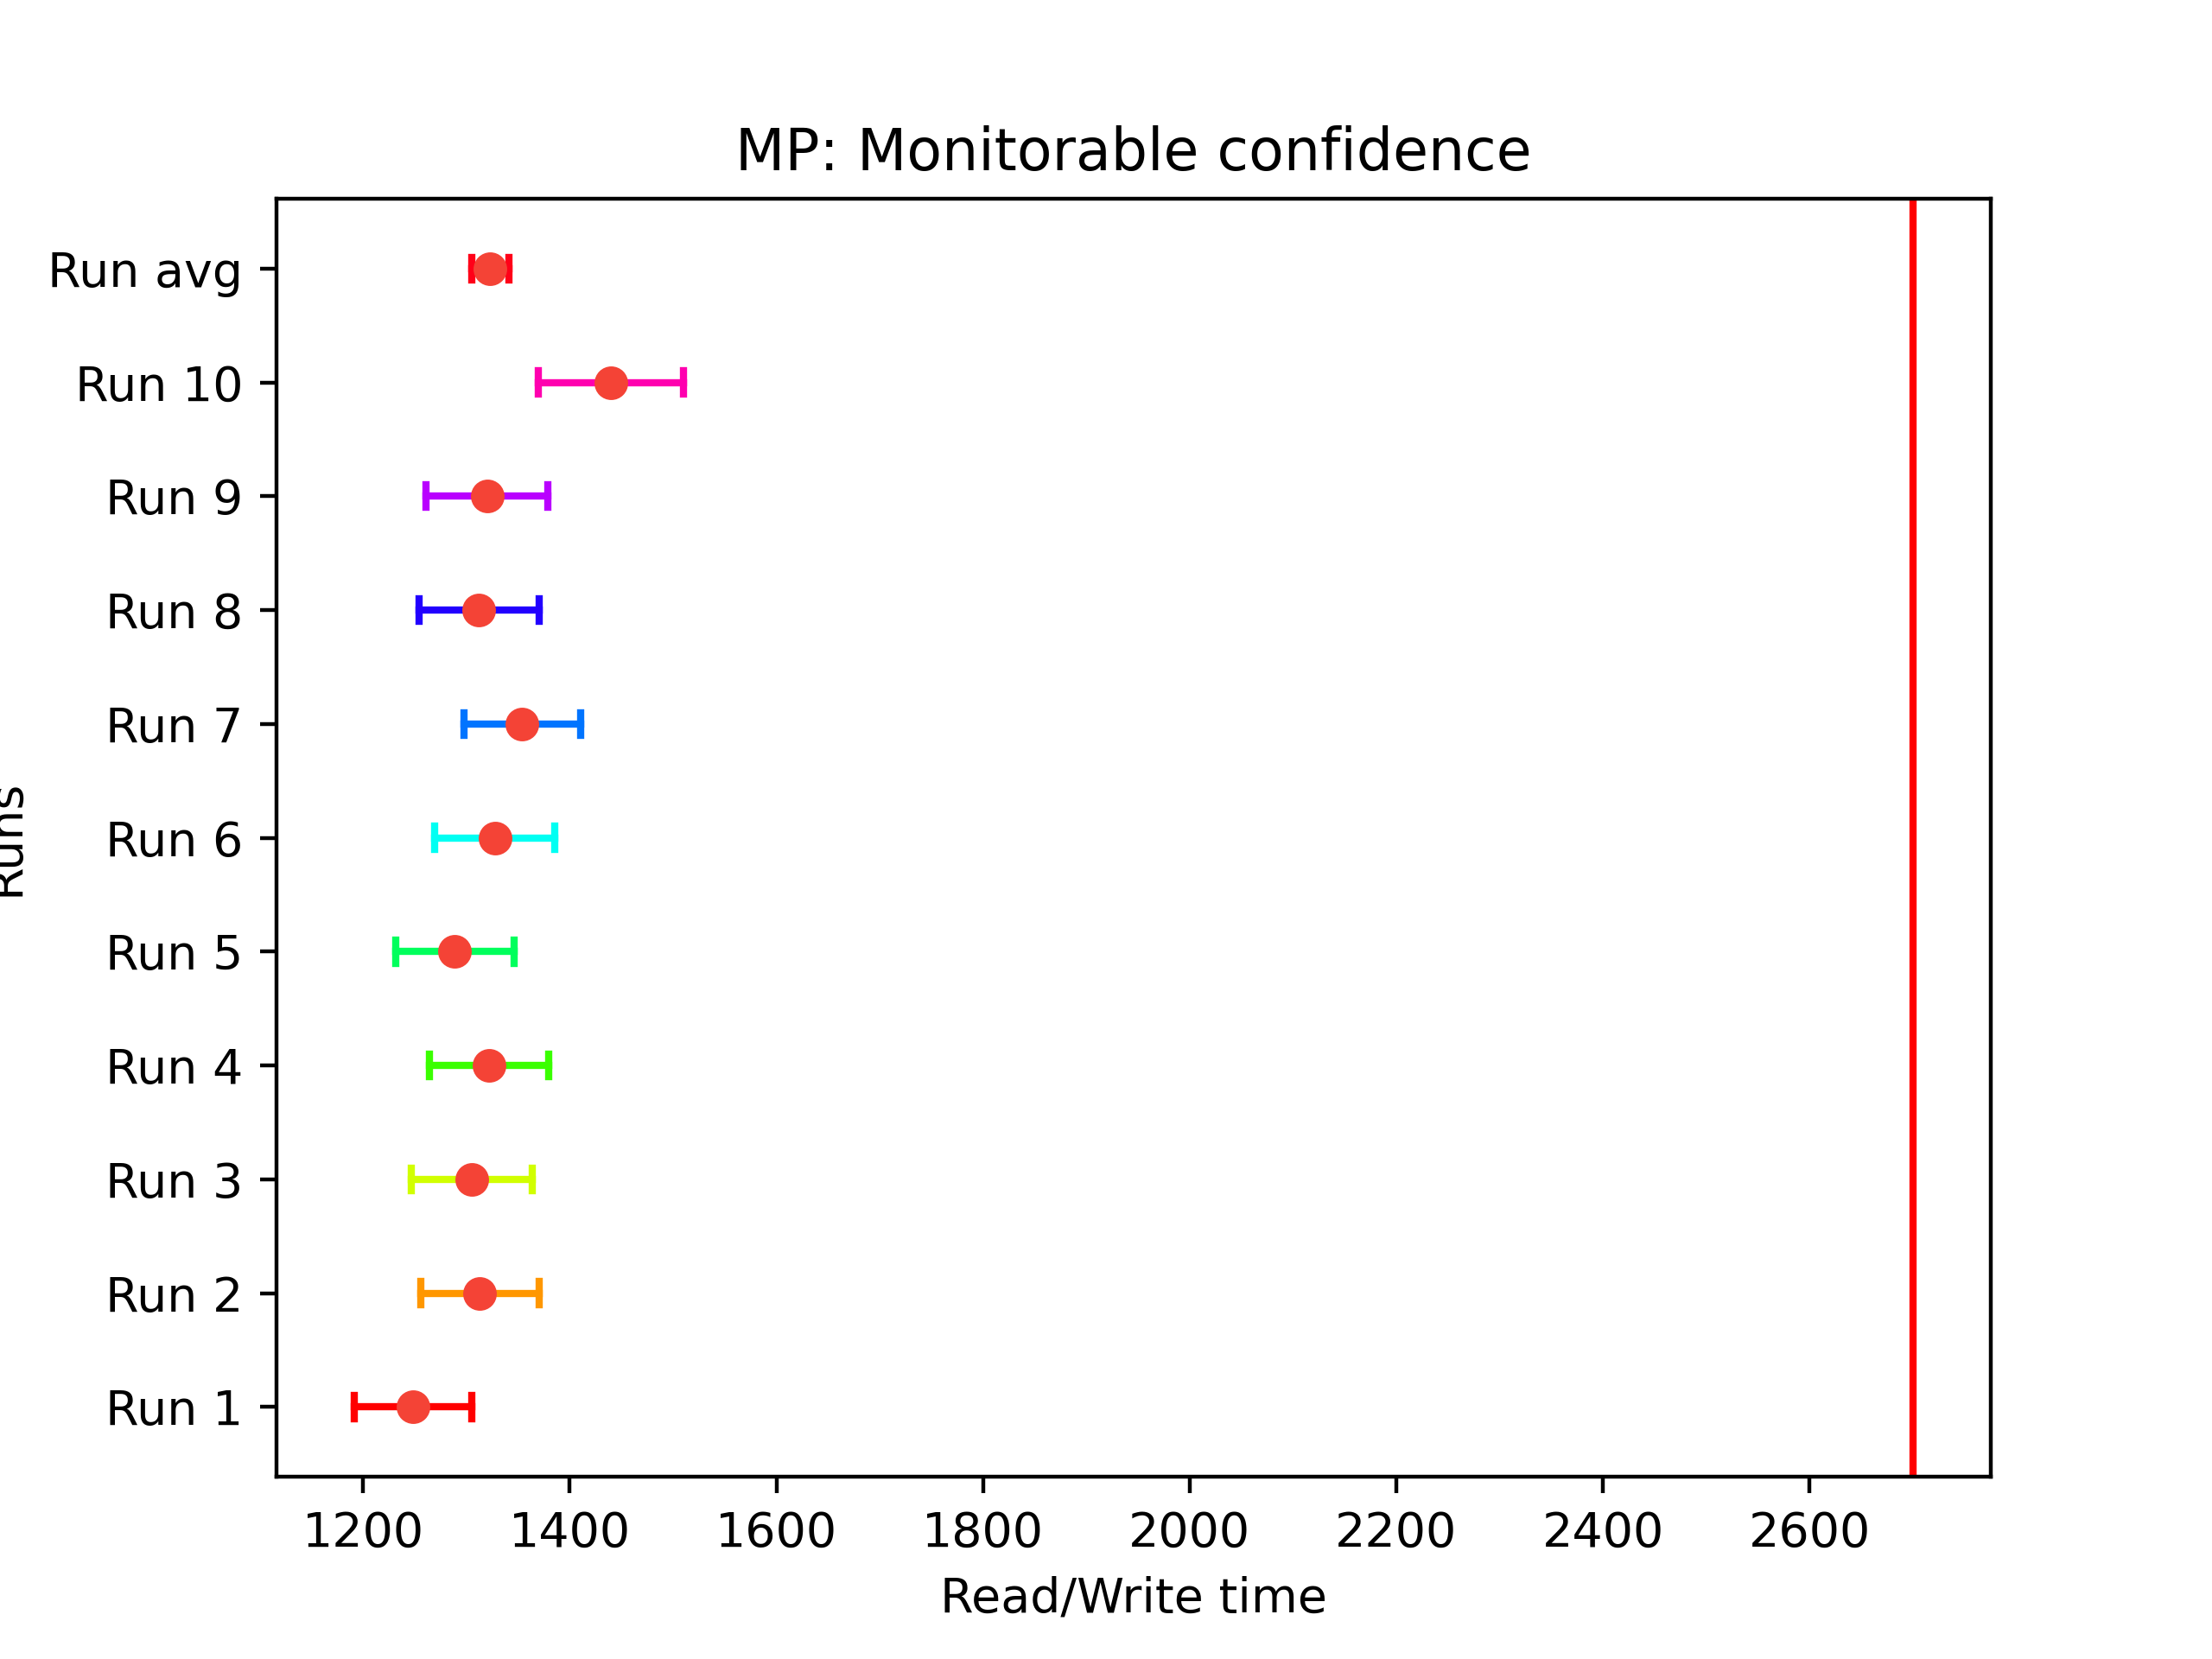 MP: Monitorable confidence
Run avg
Run 10
Run 9
Run 8
Run 7
Run 6
Run 5
Run 4
Run 3
Run 2
Run 1
Runs
1200 1400 1600 1800 2000 2200 2400 2600
Read/Write time